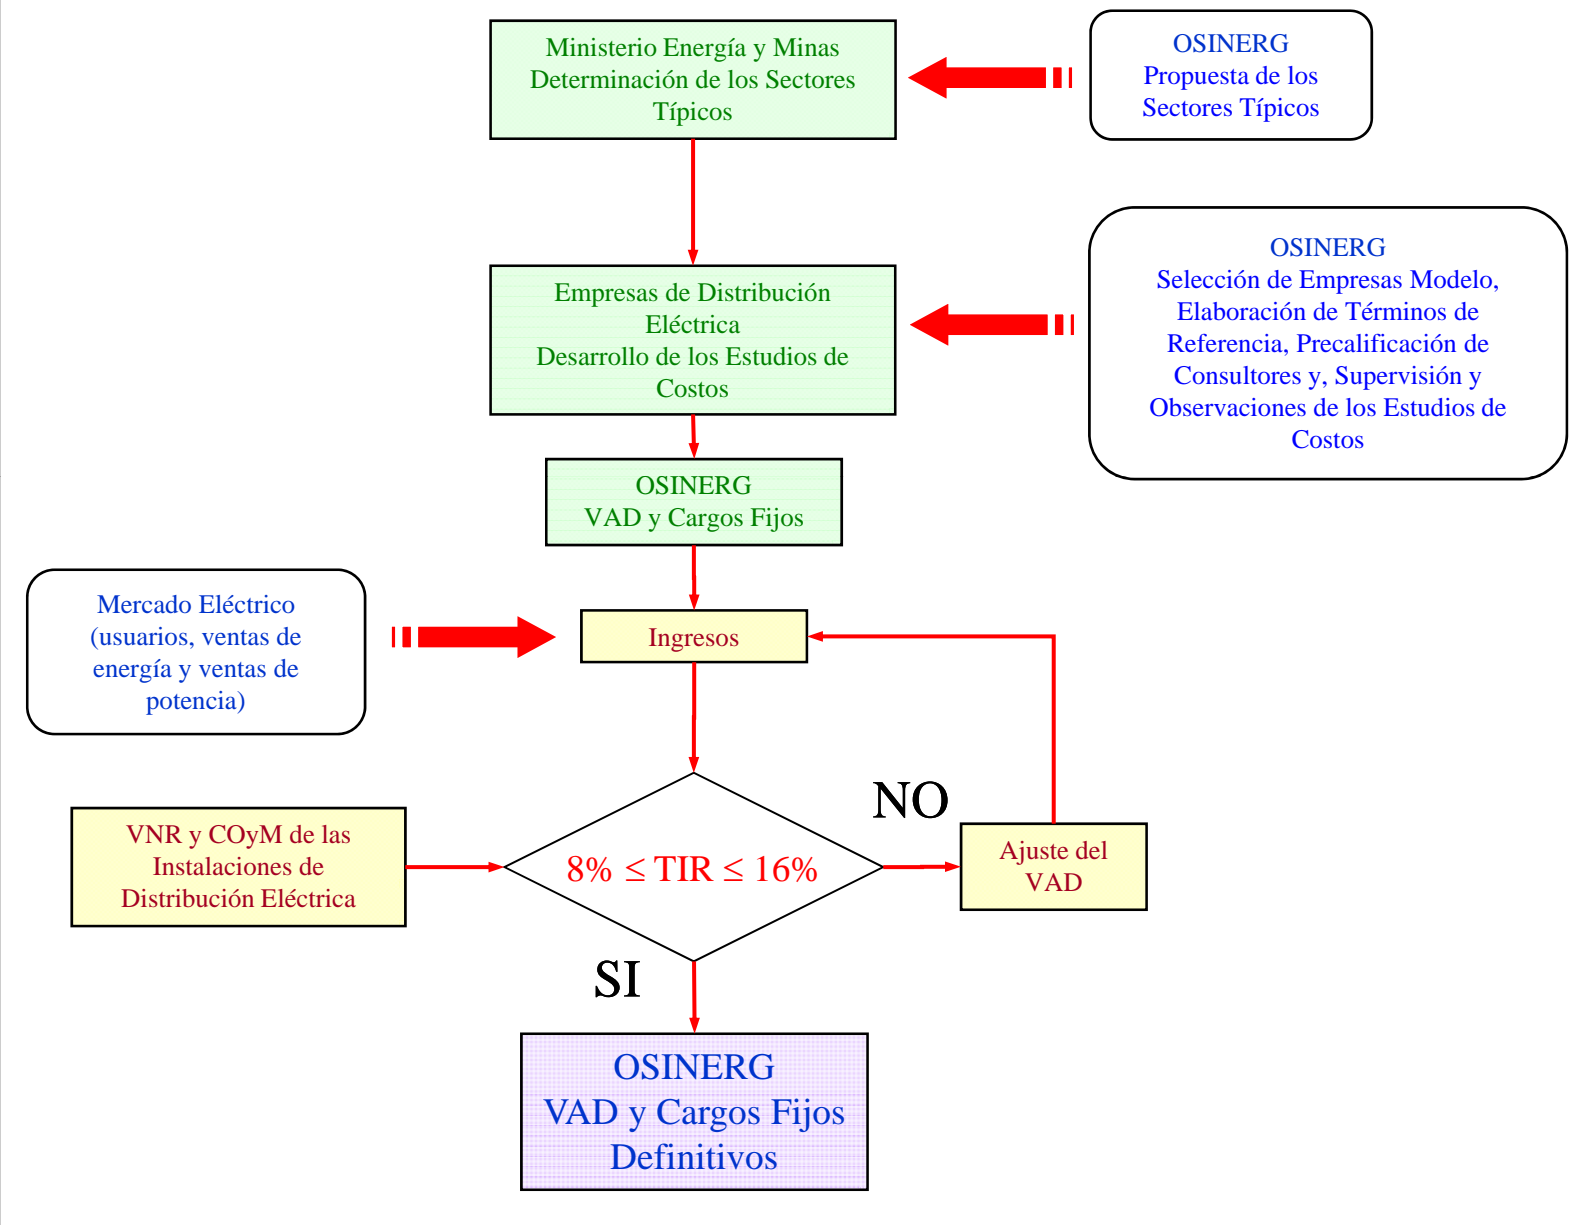 Ministerio Energía y Minas
Determinación de los Sectores
Típicos
OSINERG
Propuesta de los
Sectores Típicos
Empresas de Distribución
Eléctrica
Desarrollo de los Estudios de
Costos
OSINERG
Selección de Empresas Modelo,
Elaboración de Términos de
Referencia, Precalificación de
Consultores y, Supervisión y
Observaciones de los Estudios de
Costos
OSINERG
VAD y Cargos Fijos
Mercado Eléctrico
(usuarios, ventas de
energía y ventas de
potencia)
Ingresos
VNR y COyM de las
Instalaciones de
Distribución Eléctrica
8% ≤ TIR ≤ 16%
NO
Ajuste del
VAD
SI
OSINERG
VAD y Cargos Fijos
Definitivos